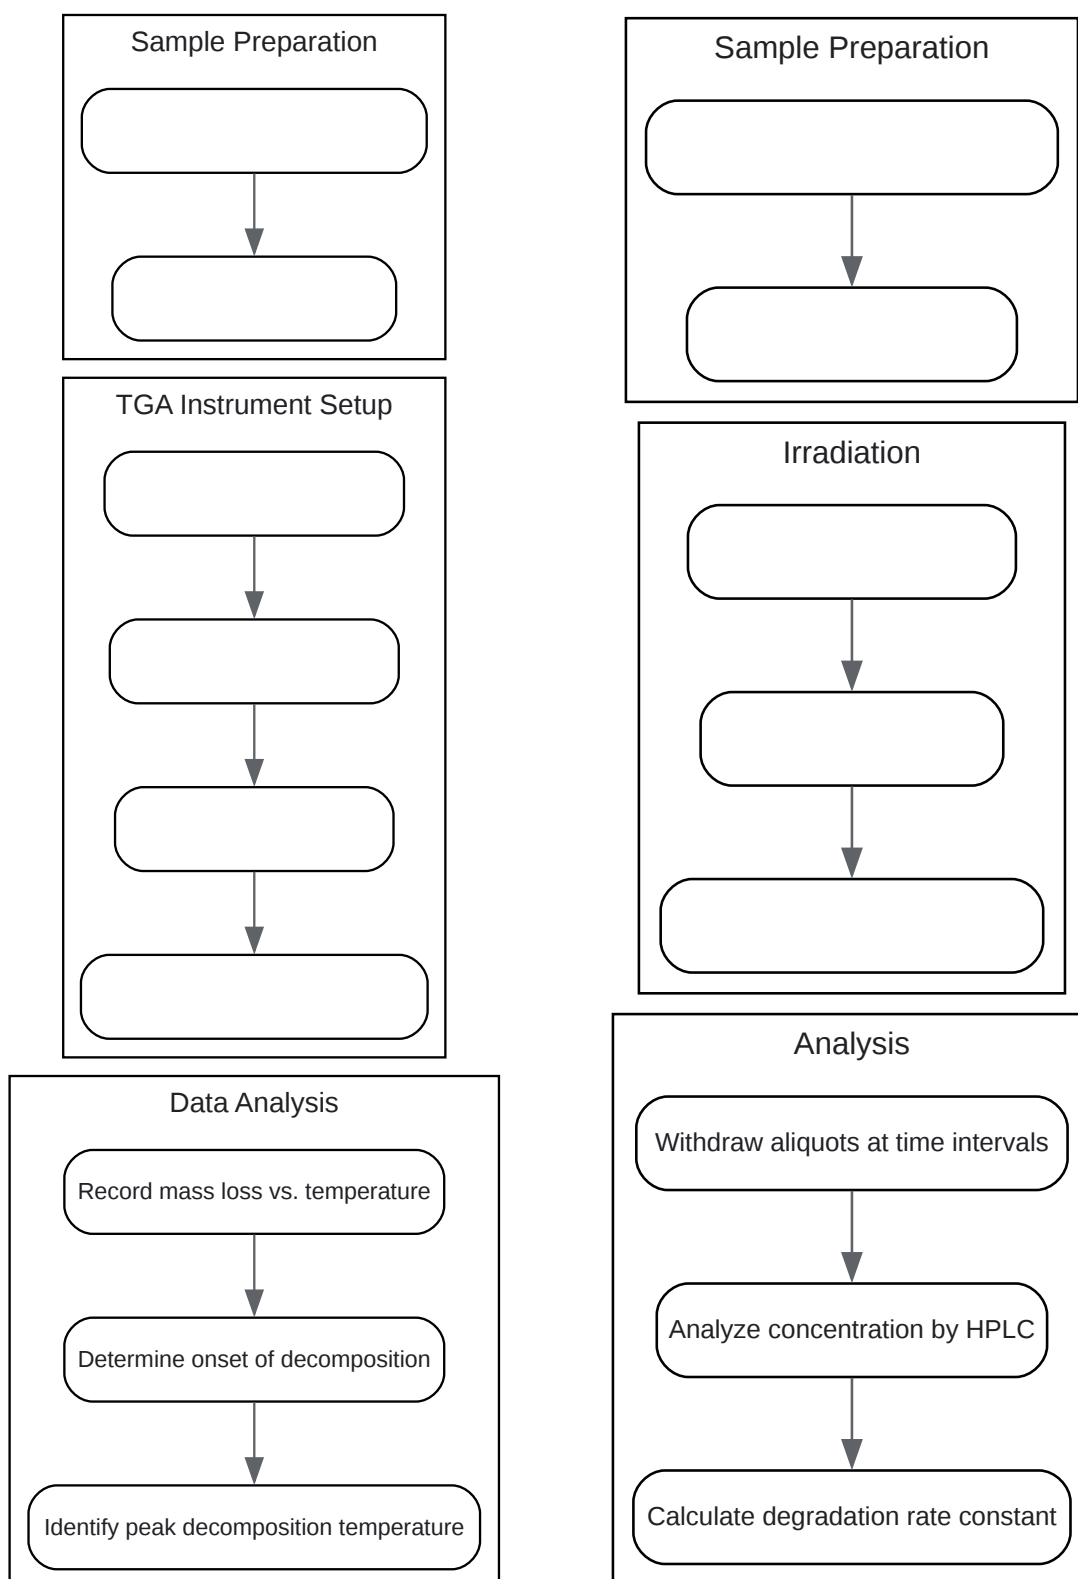 Sample Preparation
TGA Instrument Setup
Data Analysis
Record mass loss vs. temperature
Determine onset of decomposition
Identify peak decomposition temperature
Sample Preparation
Irradiation
Analysis
Withdraw aliquots at time intervals
Analyze concentration by HPLC
Calculate degradation rate constant